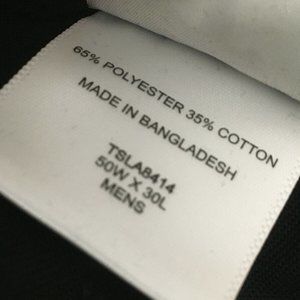 65% POLYESTER 35% COTTON
MADE IN BANGLADESH
TSLA8414
50W X 30L
MENS